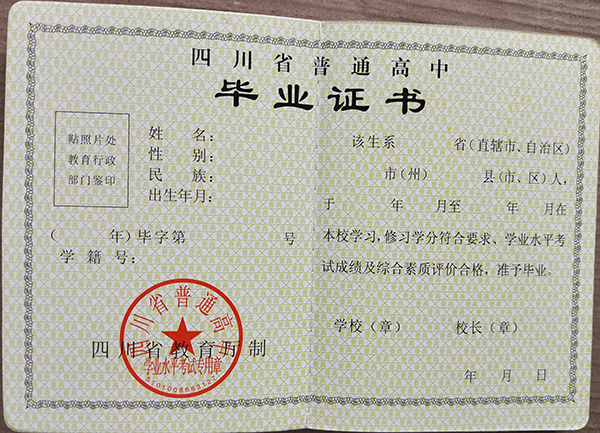 四川省普通高中
毕业证书
贴照片处
教育行政
部门签印
姓 名：
性 别：
民 族：
出生年月：
( 年) 毕字第 号
学 籍 号：
四川省普通高中
学业水平考试专用章
四川省教育厅制
该生系 省(直辖市、自治区)
市(州) 县(市、区)人，
于 年 月至 年 月在
本校学习，修习学分符合要求、学业水平考
试成绩及综合素质评价合格，准予毕业。
学校（章） 校长（章）
年 月 日